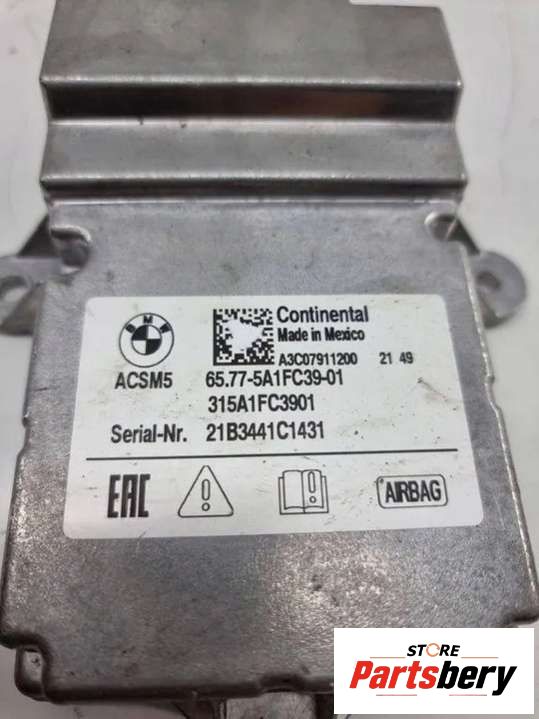 BMW
Continental
Made in Mexico
A3C07911200 21 49
ACSM5 65.77-5A1FC39-01
315A1FC3901
Serial-Nr. 21B3441C1431
EAC
AIRBAG
STORE
Partsbery